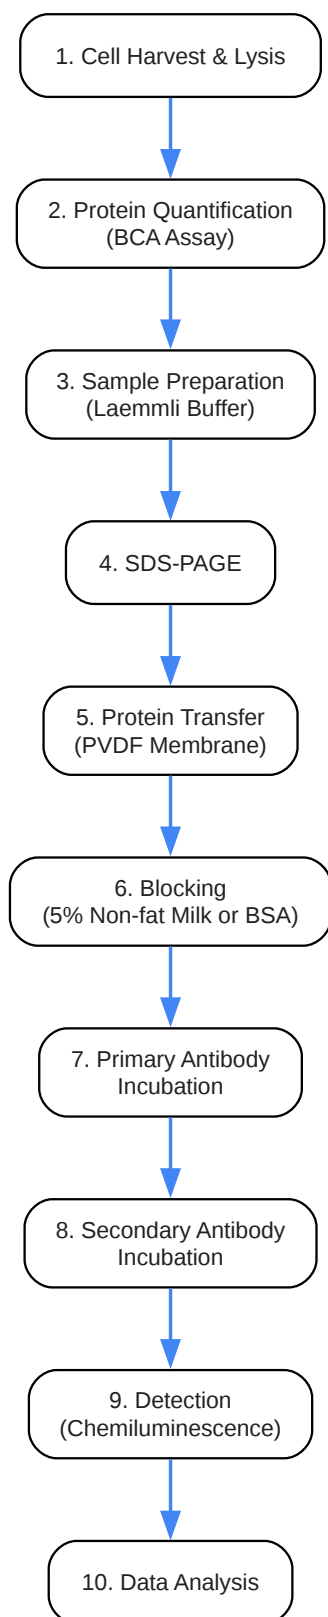 1. Cell Harvest & Lysis
2. Protein Quantification
(BCA Assay)
3. Sample Preparation
(Laemmli Buffer)
4. SDS-PAGE
5. Protein Transfer
(PVDF Membrane)
6. Blocking
(5% Non-fat Milk or BSA)
7. Primary Antibody
Incubation
8. Secondary Antibody
Incubation
9. Detection
(Chemiluminescence)
10. Data Analysis